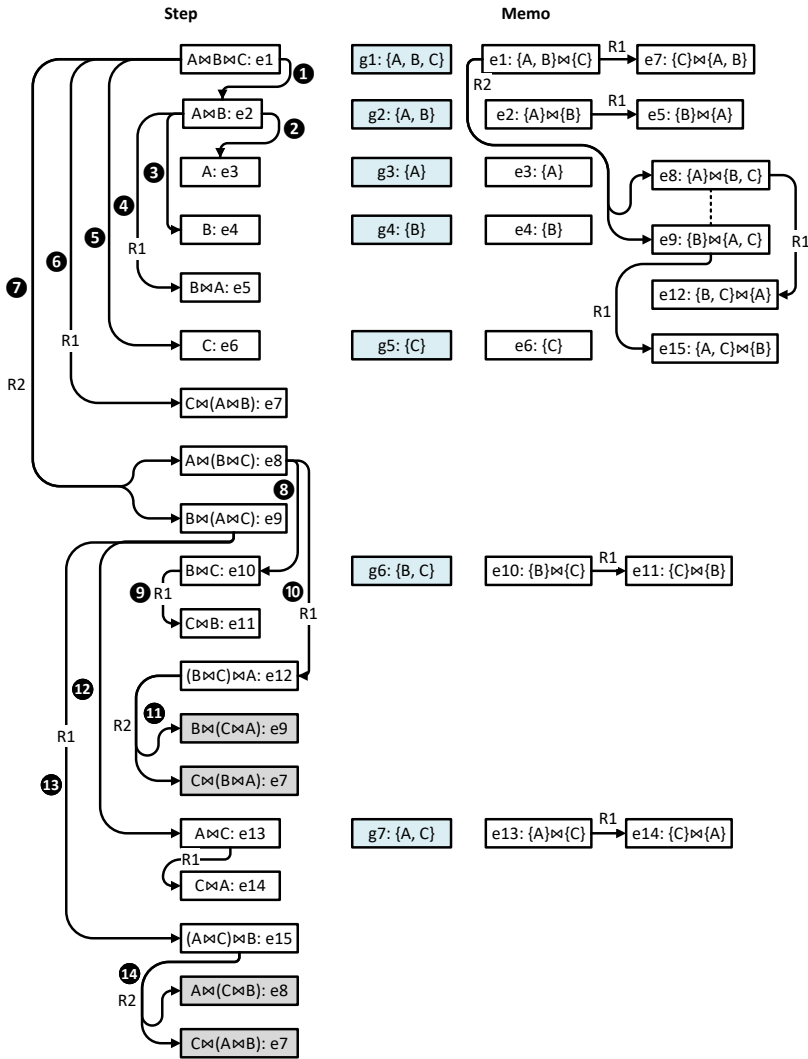 Step Memo
A⋈B⋈C: e1 g1: {A, B, C} e1: {A, B}⋈{C} R1 e7: {C}⋈{A, B}
❶ R2
A⋈B: e2 g2: {A, B} e2: {A}⋈{B} R1 e5: {B}⋈{A}
❷
❸ A: e3 g3: {A} e3: {A} e8: {A}⋈{B, C}
❹
❺ B: e4 g4: {B} e4: {B} e9: {B}⋈{A, C} R1
❻ R1
❼ B⋈A: e5 e12: {B, C}⋈{A}
R1 R1
C: e6 g5: {C} e6: {C} e15: {A, C}⋈{B}
R2
C⋈(A⋈B): e7
A⋈(B⋈C): e8
❽
B⋈(A⋈C): e9
B⋈C: e10 g6: {B, C} e10: {B}⋈{C} R1 e11: {C}⋈{B}
❾ R1 ❿
R1
C⋈B: e11
(B⋈C)⋈A: e12
⓬
⓫
R2
R1 B⋈(C⋈A): e9
C⋈(B⋈A): e7
⓭
A⋈C: e13 g7: {A, C} e13: {A}⋈{C} R1 e14: {C}⋈{A}
R1
C⋈A: e14
(A⋈C)⋈B: e15
⓮
A⋈(C⋈B): e8
R2
C⋈(A⋈B): e7